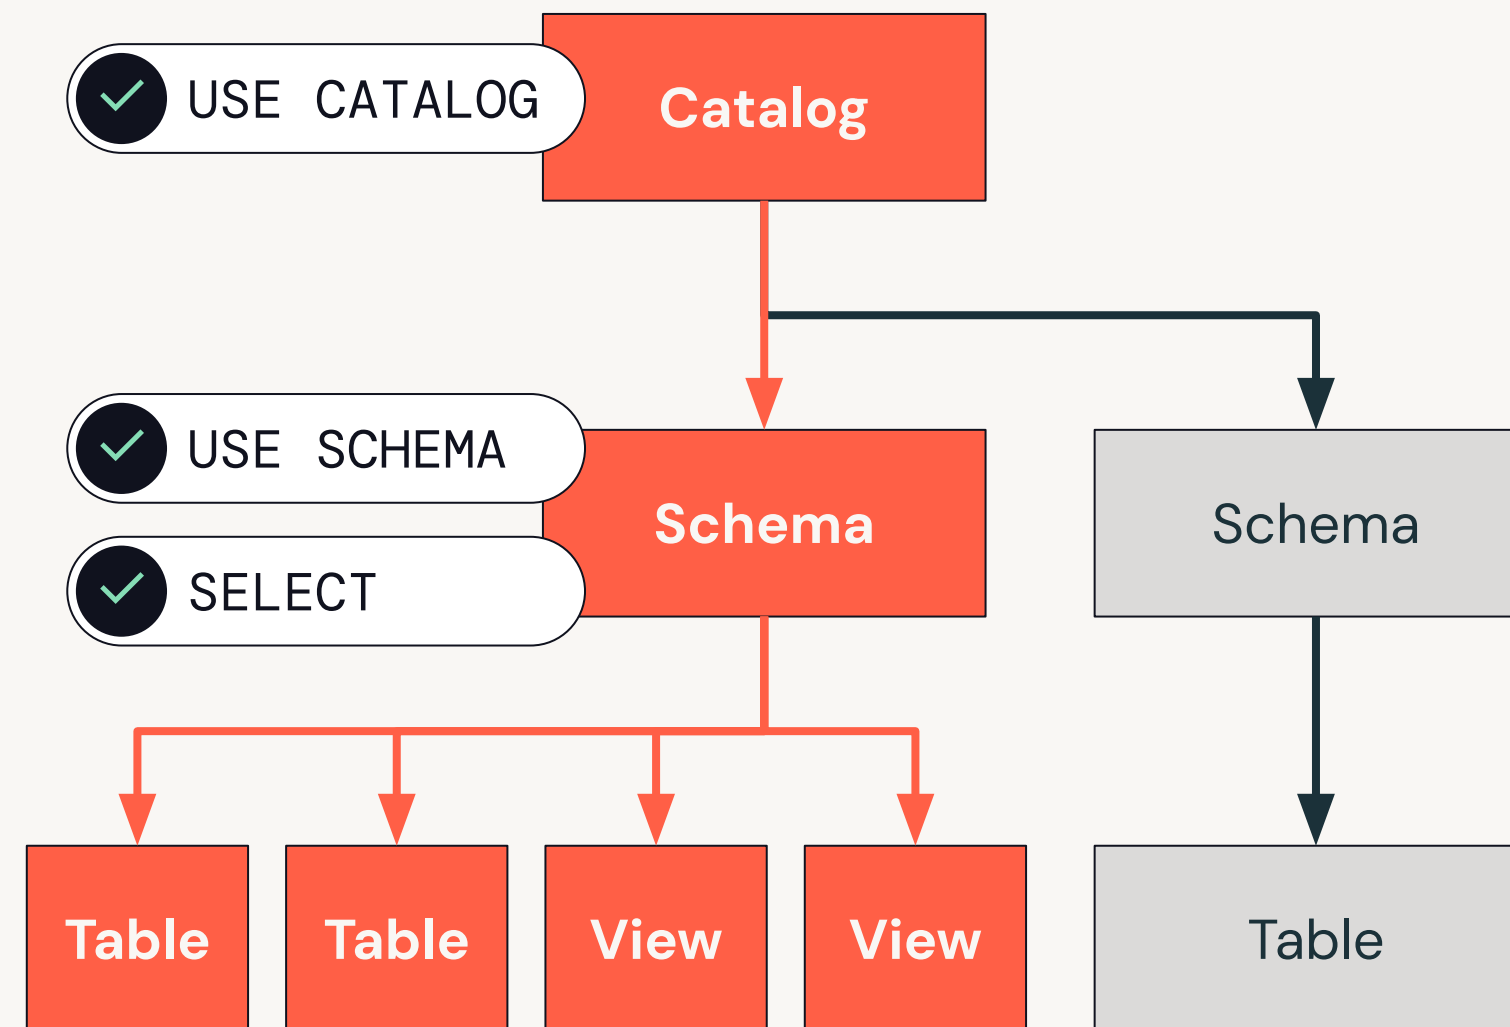 USE CATALOG
Catalog
USE SCHEMA
Schema
Schema
SELECT
Table
Table
View
View
Table